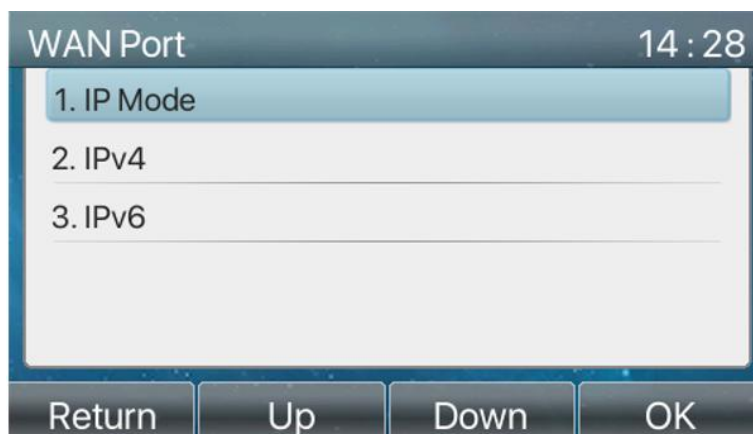 WAN Port 14 : 28
1. IP Mode
2. IPv4
3. IPv6
Return Up Down OK